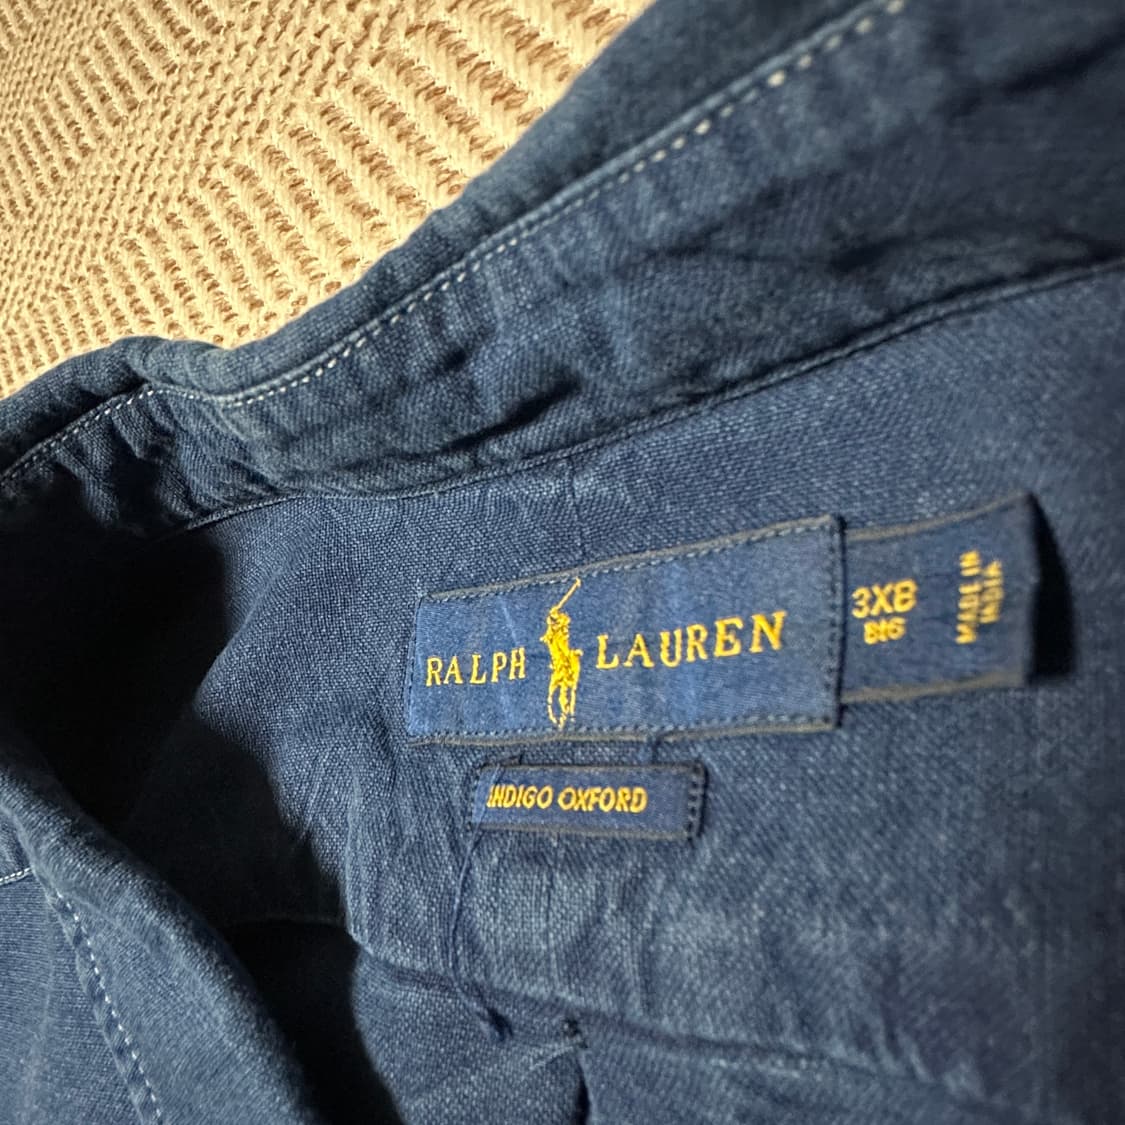 RALPH LAUREN
3XB
BIG
MADE IN
INDIA
INDIGO OXFORD